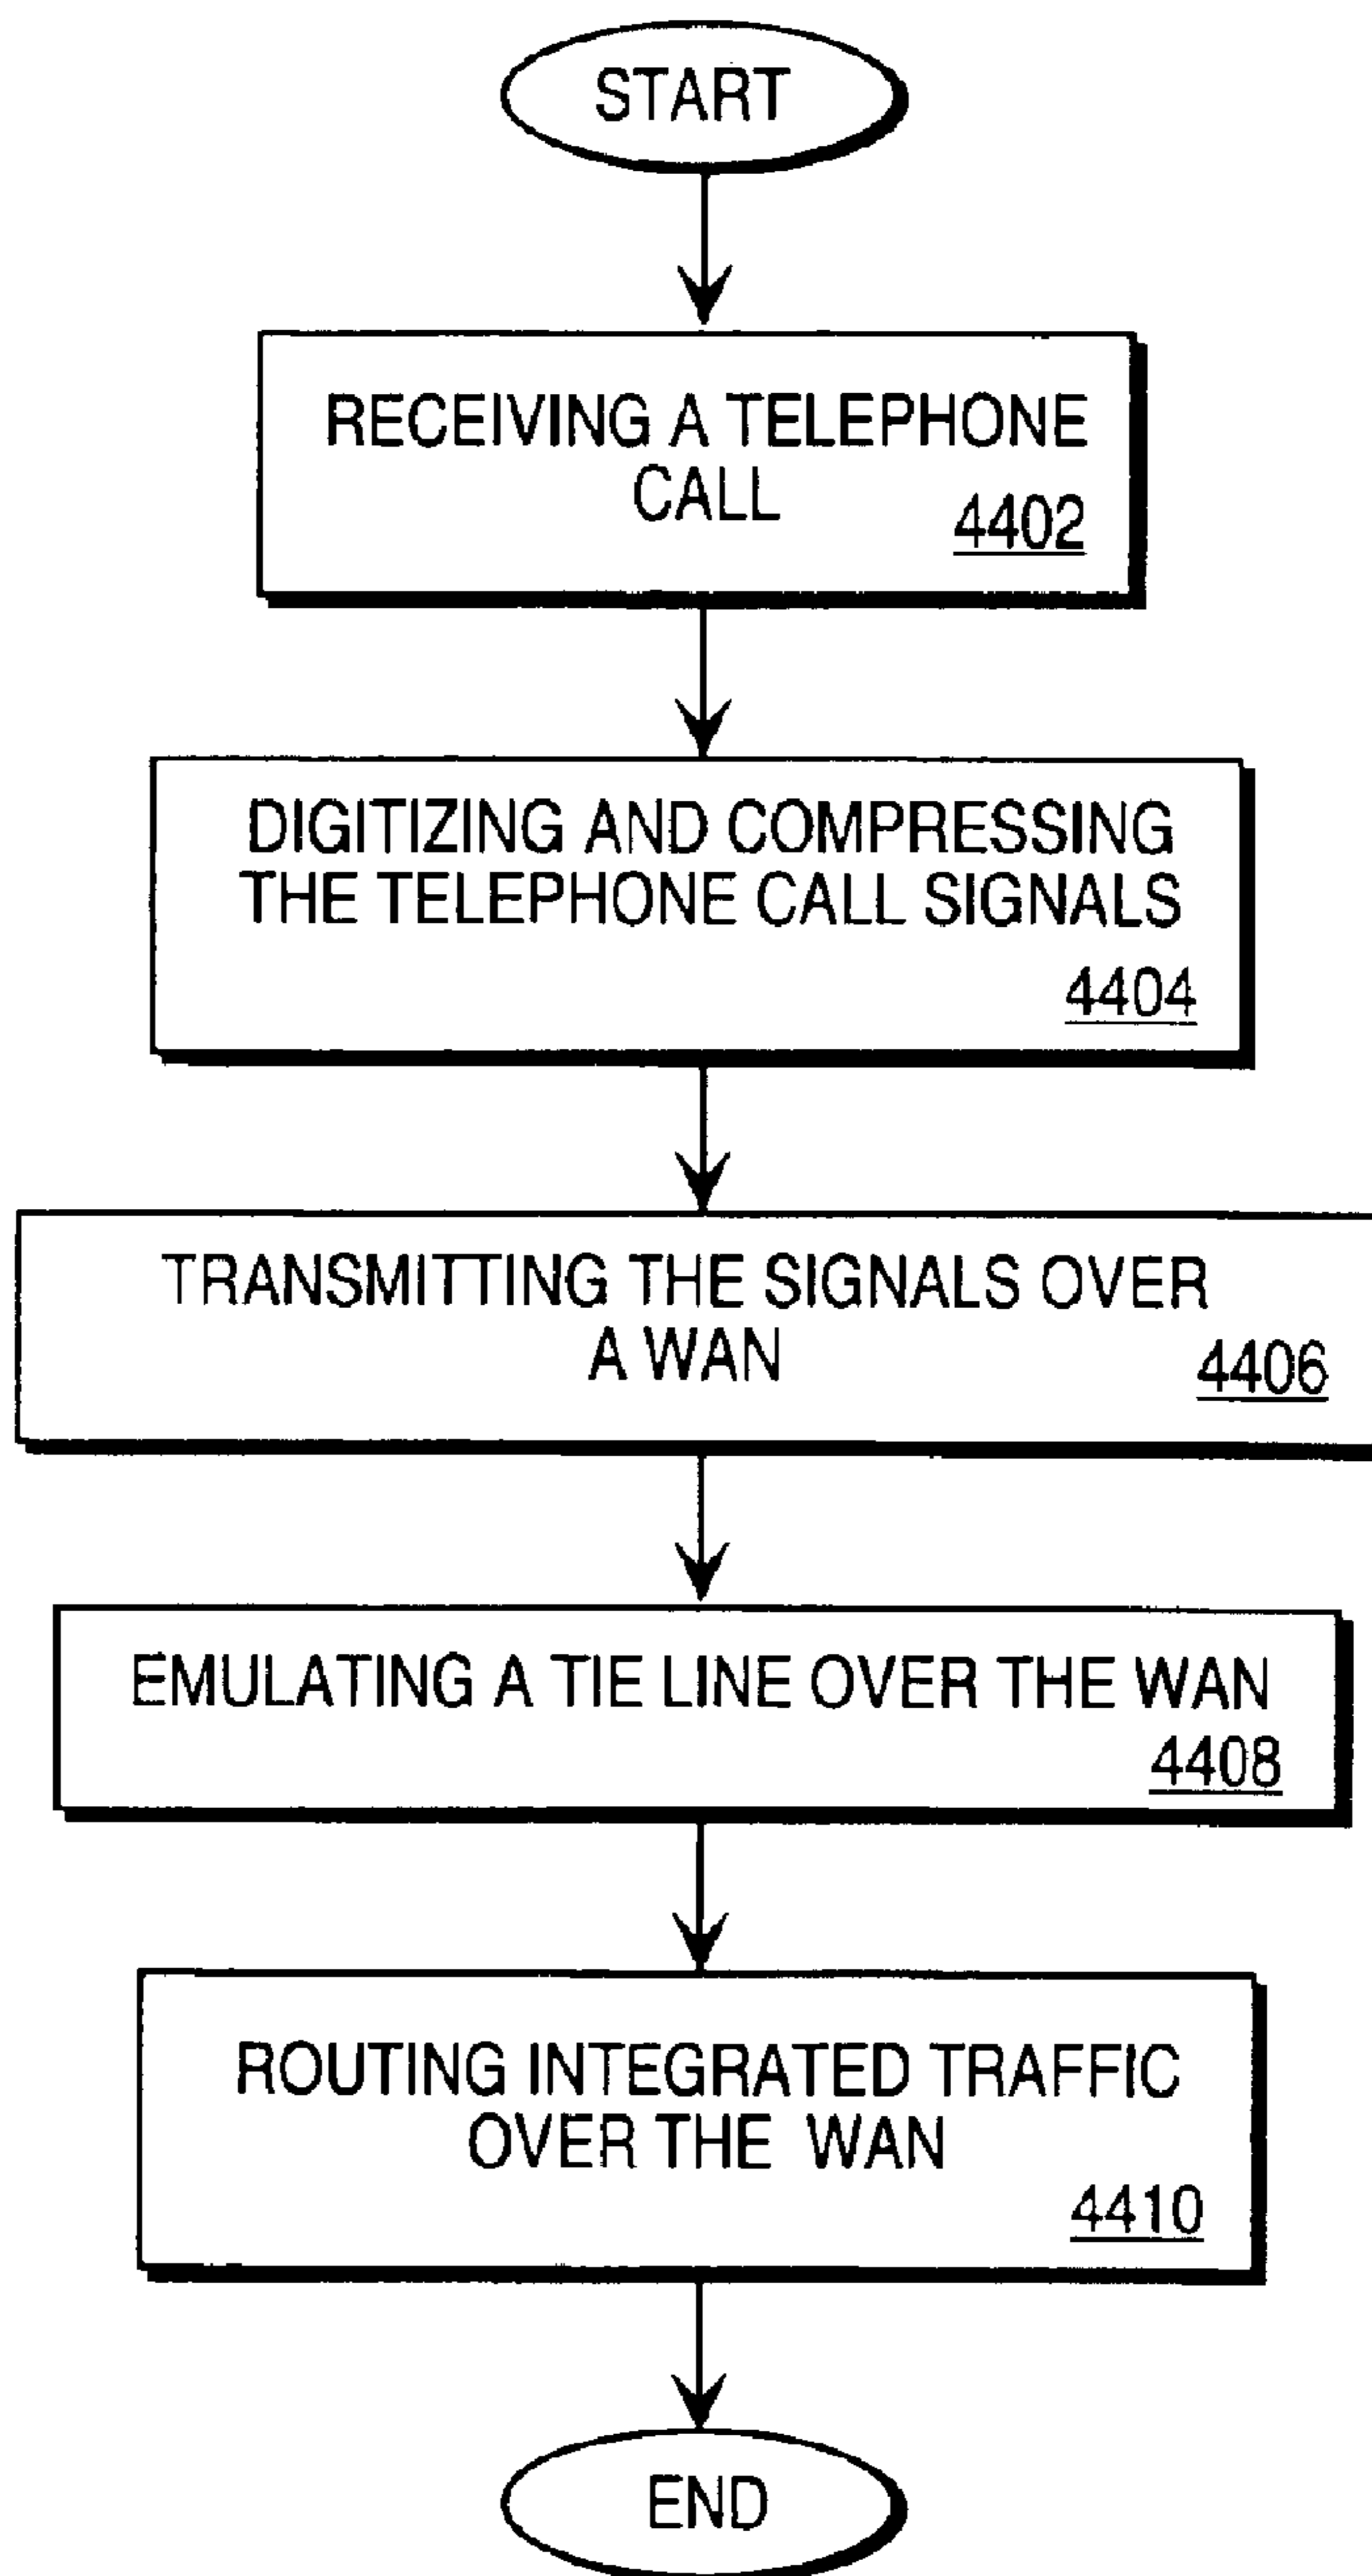 START
RECEIVING A TELEPHONE
CALL
4402
DIGITIZING AND COMPRESSING
THE TELEPHONE CALL SIGNALS
4404
TRANSMITTING THE SIGNALS OVER
A WAN
4406
EMULATING A TIE LINE OVER THE WAN
4408
ROUTING INTEGRATED TRAFFIC
OVER THE WAN
4410
END